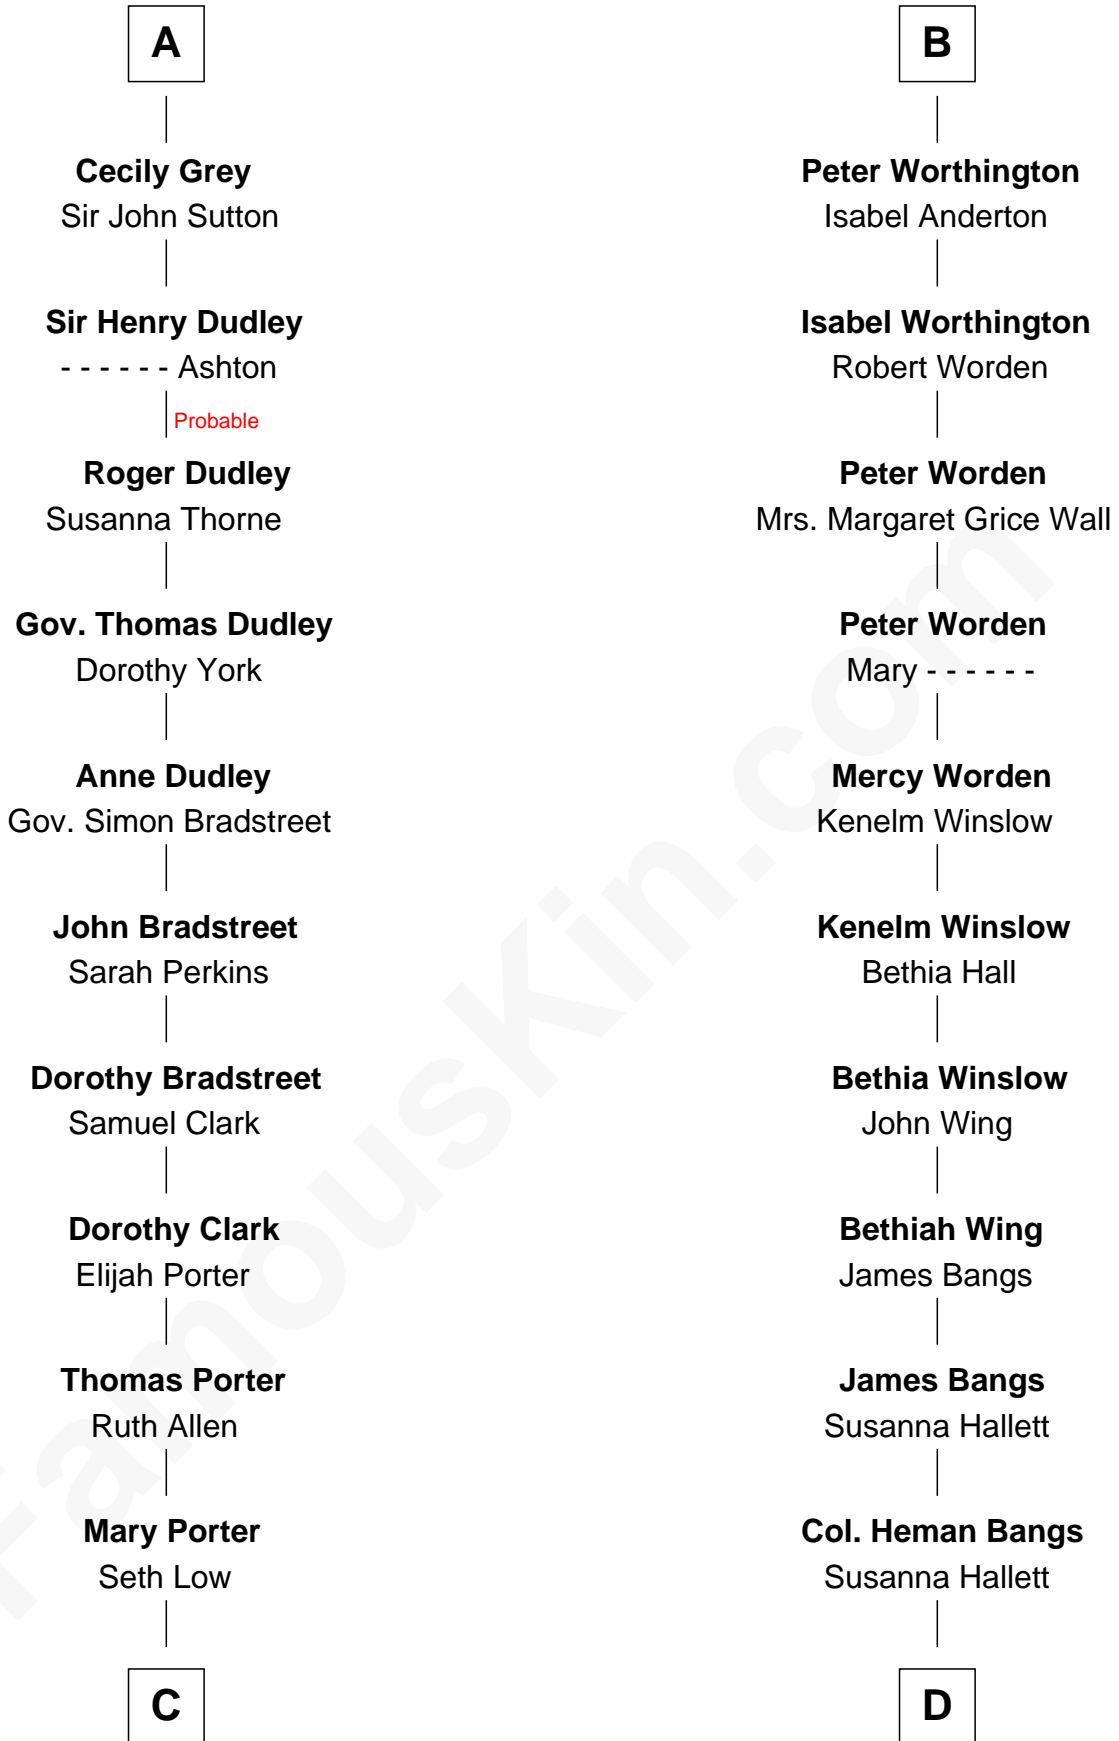 A
Cecily Grey
Sir John Sutton
Sir Henry Dudley
- - - - - - Ashton
Probable
Roger Dudley
Susanna Thorne
Gov. Thomas Dudley
Dorothy York
Anne Dudley
Gov. Simon Bradstreet
John Bradstreet
Sarah Perkins
Dorothy Bradstreet
Samuel Clark
Dorothy Clark
Elijah Porter
Thomas Porter
Ruth Allen
Mary Porter
Seth Low
C
B
Peter Worthington
Isabel Anderton
Isabel Worthington
Robert Worden
Peter Worden
Mrs. Margaret Grice Wall
Peter Worden
Mary - - - - - -
Mercy Worden
Kenelm Winslow
Kenelm Winslow
Bethia Hall
Bethia Winslow
John Wing
Bethiah Wing
James Bangs
James Bangs
Susanna Hallett
Col. Heman Bangs
Susanna Hallett
D
FamousKin.com